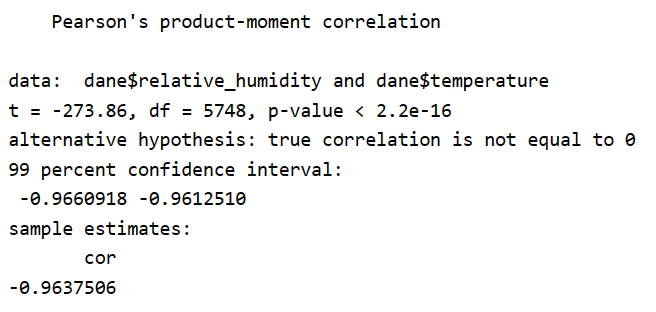 Pearson's product-moment correlation
data:  dane$relative_humidity and dane$temperature
t = -273.86, df = 5748, p-value < 2.2e-16
alternative hypothesis: true correlation is not equal to 0
99 percent confidence interval:
 -0.9660918 -0.9612510
sample estimates:
       cor
-0.9637506